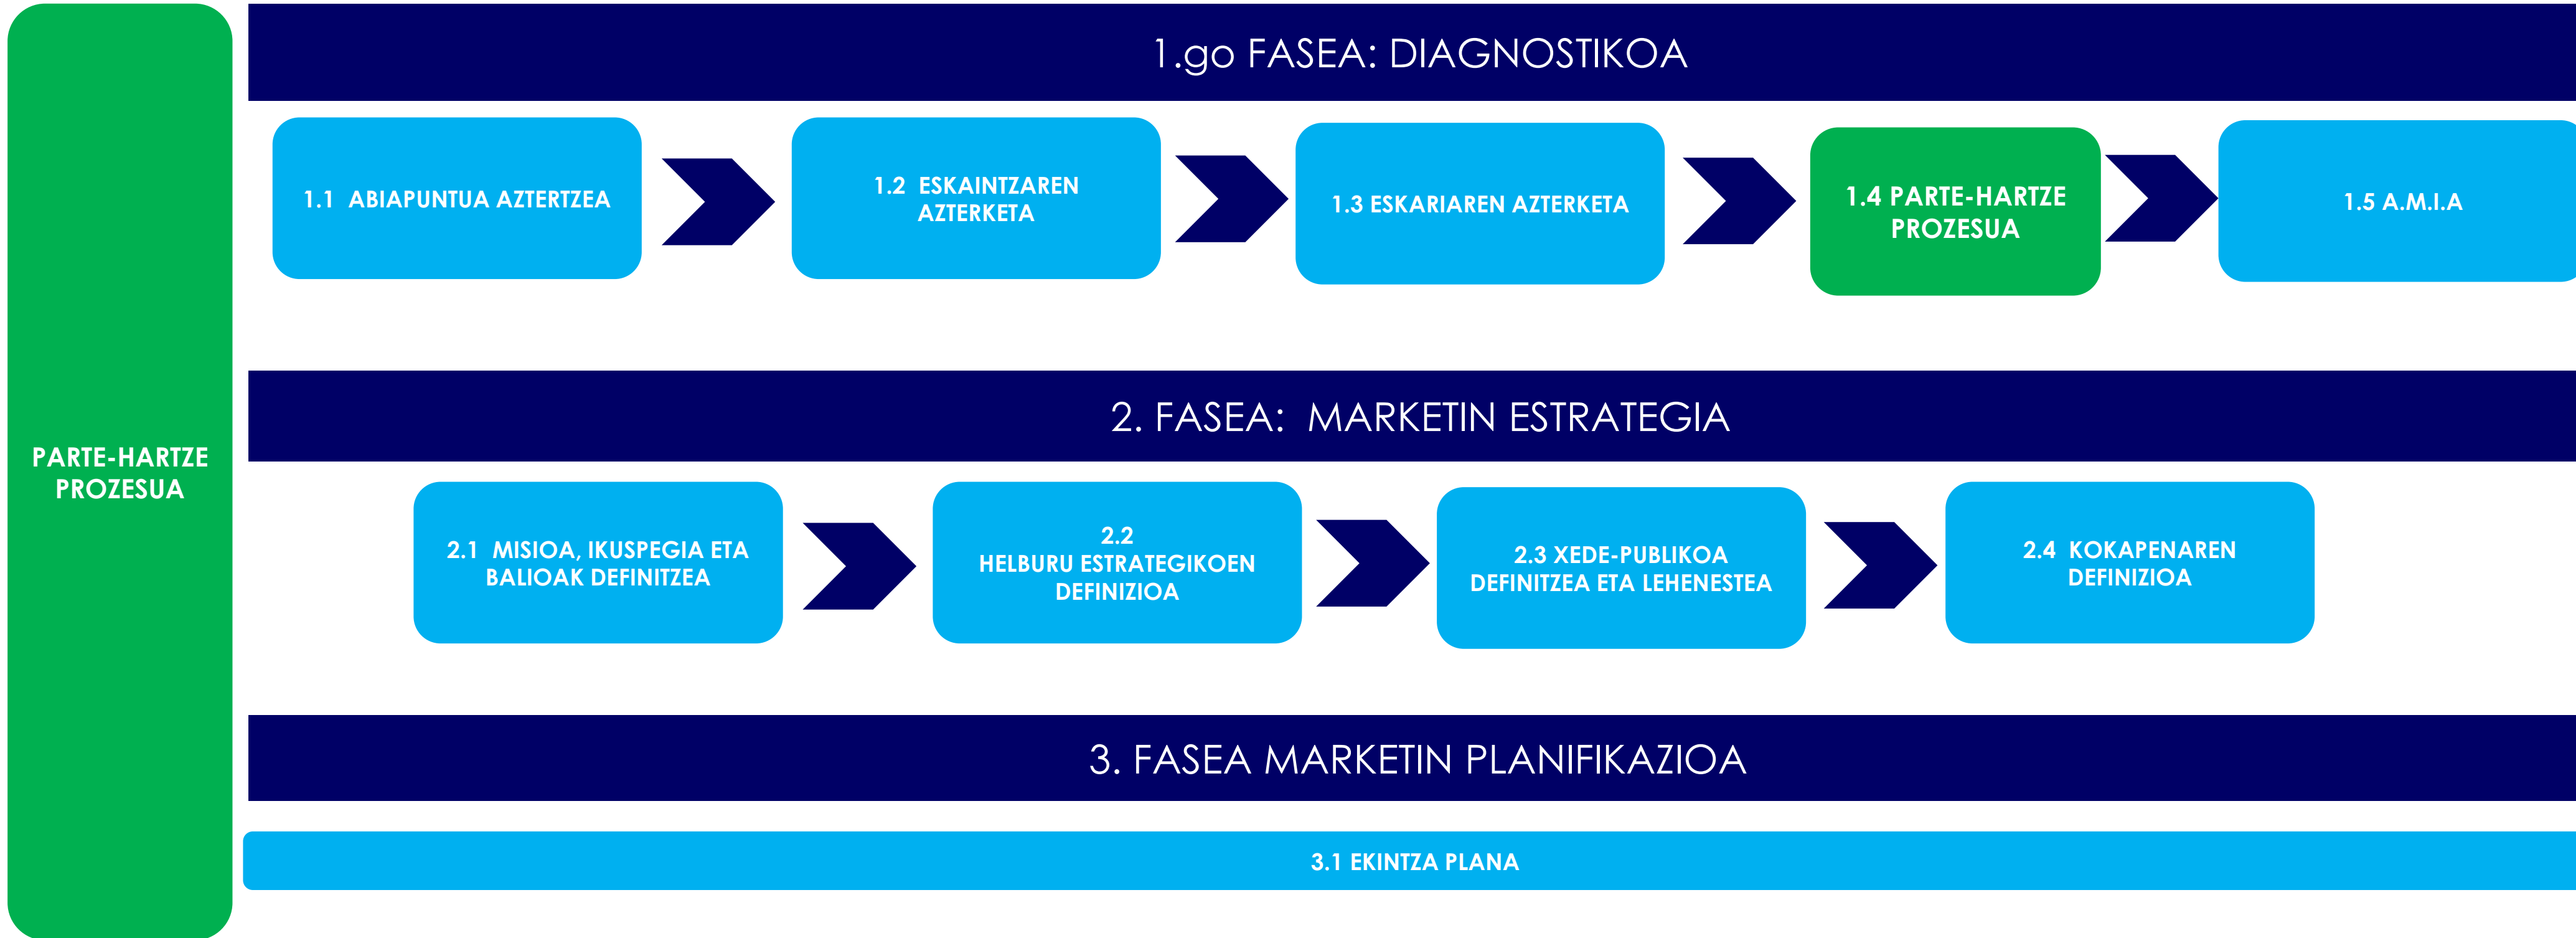 PARTE-HARTZE
PROZESUA
1.go FASEA: DIAGNOSTIKOA
1.1 ABIAPUNTUA AZTERTZEA
1.2 ESKAINTZAREN
AZTERKETA
1.3 ESKARIAREN AZTERKETA
1.4 PARTE-HARTZE
PROZESUA
1.5 A.M.I.A
2. FASEA: MARKETIN ESTRATEGIA
2.1 MISIOA, IKUSPEGIA ETA
BALIOAK DEFINITZEA
2.2
HELBURU ESTRATEGIKOEN
DEFINIZIOA
2.3 XEDE-PUBLIKOA
DEFINITZEA ETA LEHENESTEA
2.4 KOKAPENAREN
DEFINIZIOA
3. FASEA MARKETIN PLANIFIKAZIOA
3.1 EKINTZA PLANA